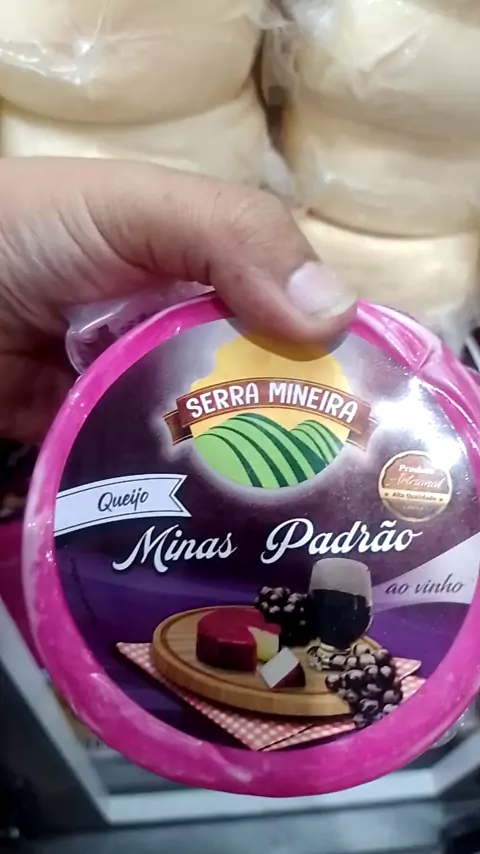 SERRA MINEIRA
Produto
Artesanal
Alta Qualidade
Queijo
Minas Padrão
ao vinho